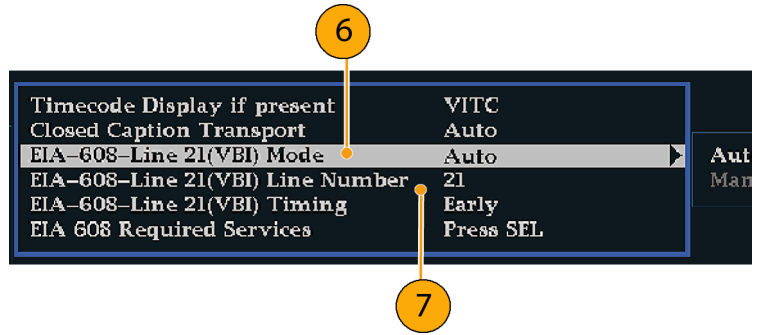 6
Timecode Display if present VITC
Closed Caption Transport Auto
EIA-608-Line 21(VBI) Mode Auto
EIA-608-Line 21(VBI) Line Number 21
EIA-608-Line 21(VBI) Timing Early
EIA 608 Required Services Press SEL
Aut
Man
7